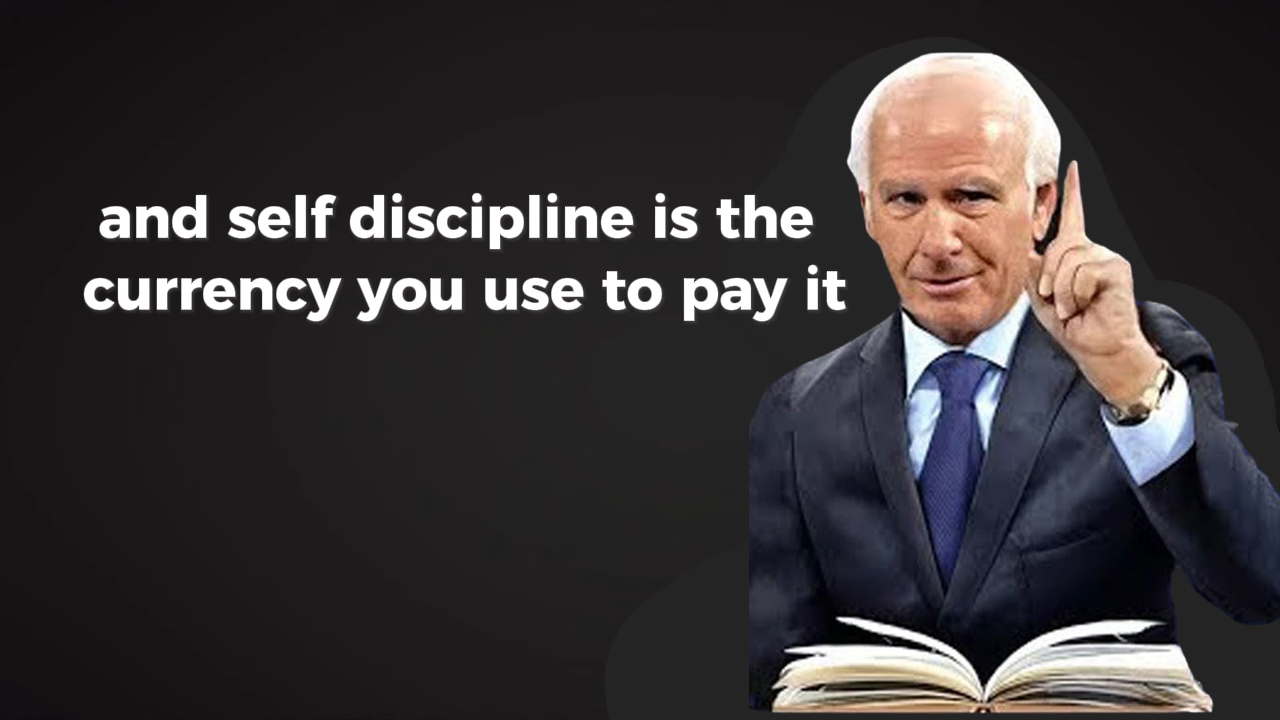 and self discipline is the
currency you use to pay it